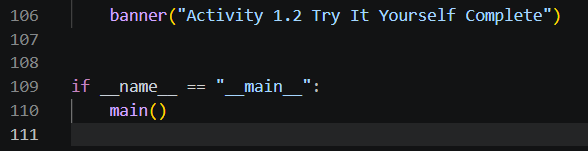 106 banner("Activity 1.2 Try It Yourself Complete")
107
108
109 if __name__ == "__main__":
110 main()
111